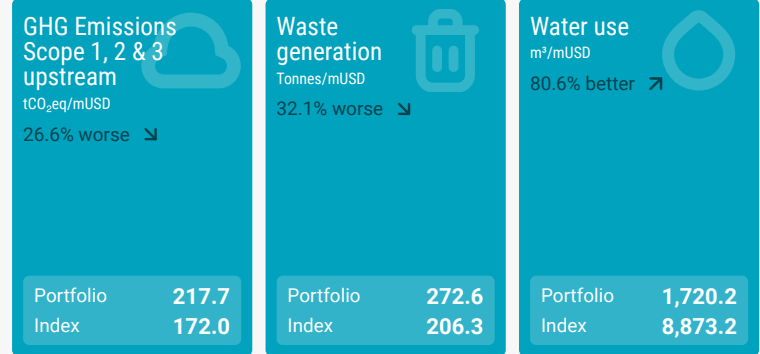 GHG Emissions
Scope 1, 2 & 3
upstream
tCO₂eq/mUSD
26.6% worse
Portfolio 217.7
Index 172.0
Waste
generation
Tonnes/mUSD
32.1% worse
Portfolio 272.6
Index 206.3
Water use
m³/mUSD
80.6% better
Portfolio 1,720.2
Index 8,873.2